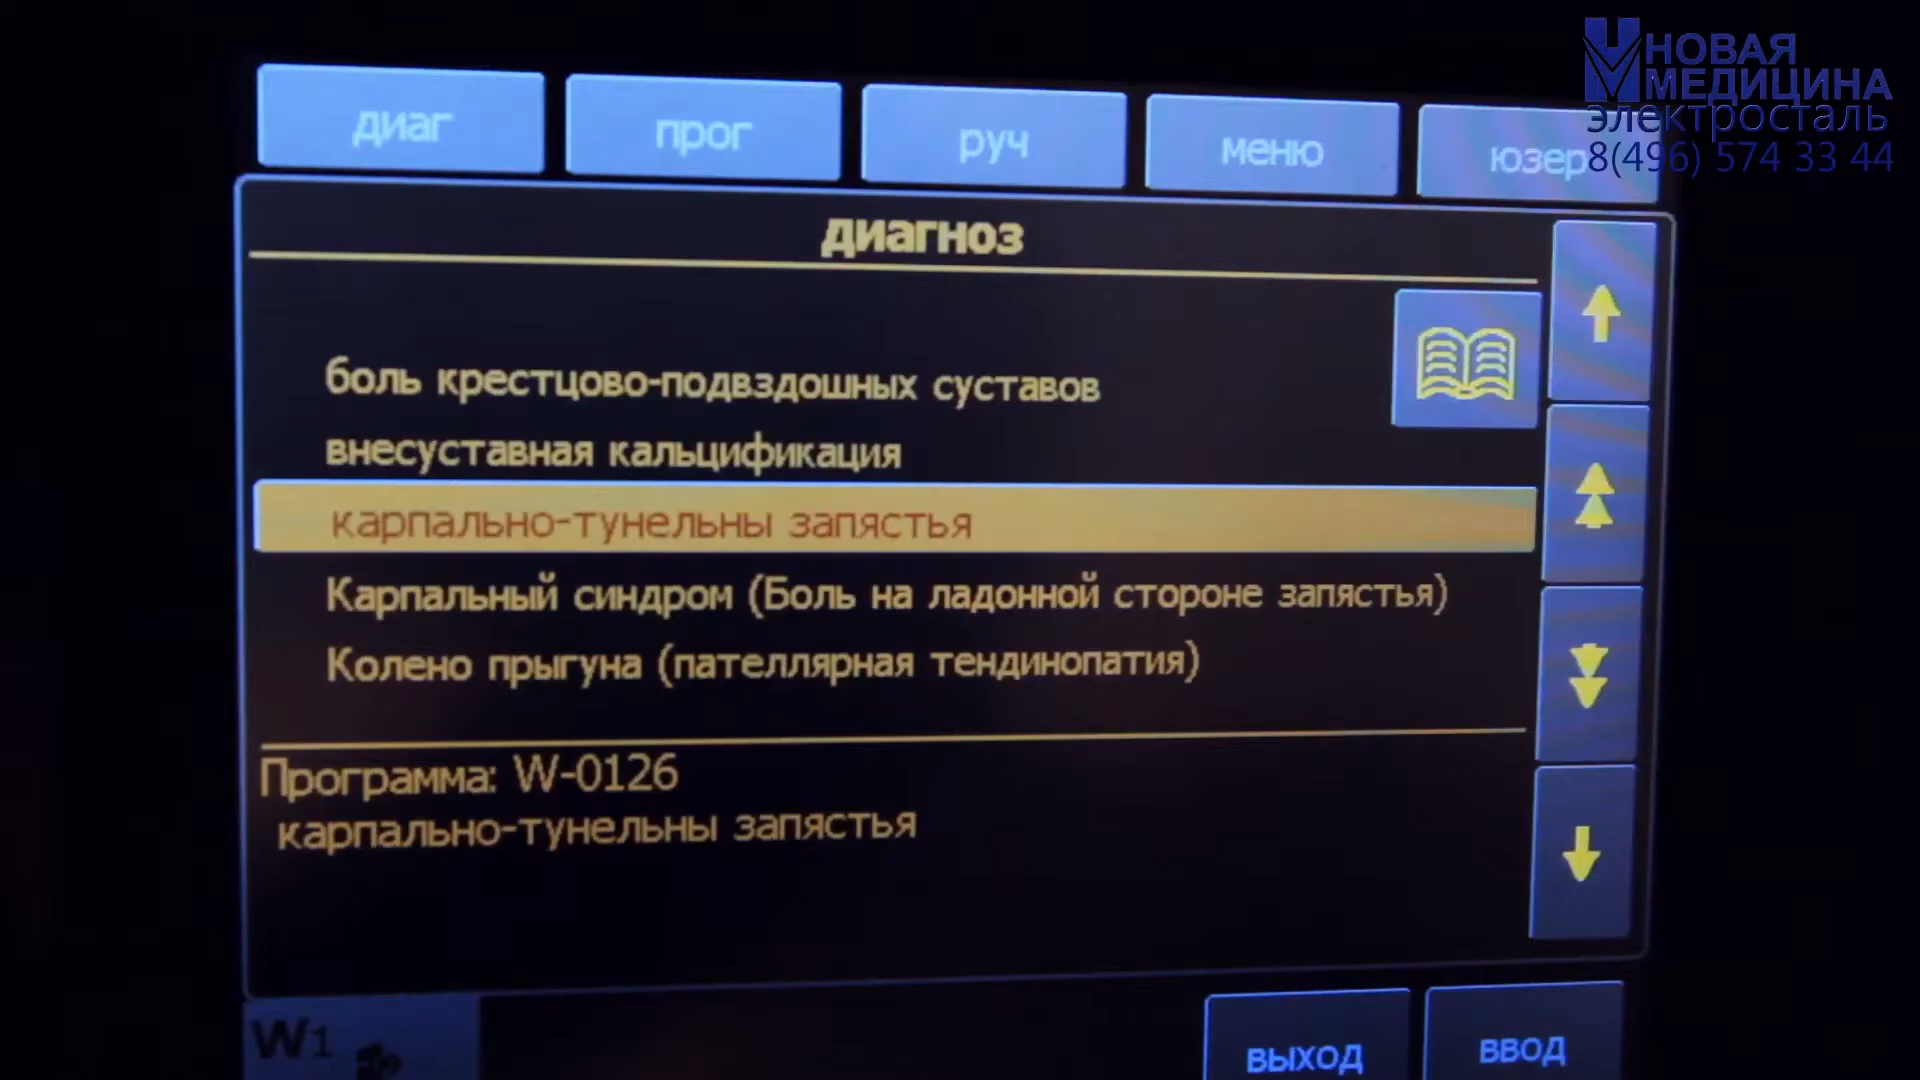 НОВАЯ
МЕДИЦИНА
электросталь
8(496) 574 33 44
диаг
прог
руч
меню
юзер
диагноз
боль крестцово-подвздошных суставов
внесуставная кальцификация
карпально-тунельны запястья
Карпальный синдром (Боль на ладонной стороне запястья)
Колено прыгуна (пателлярная тендинопатия)
Программа: W-0126
карпально-тунельны запястья
W1
выход
ввод